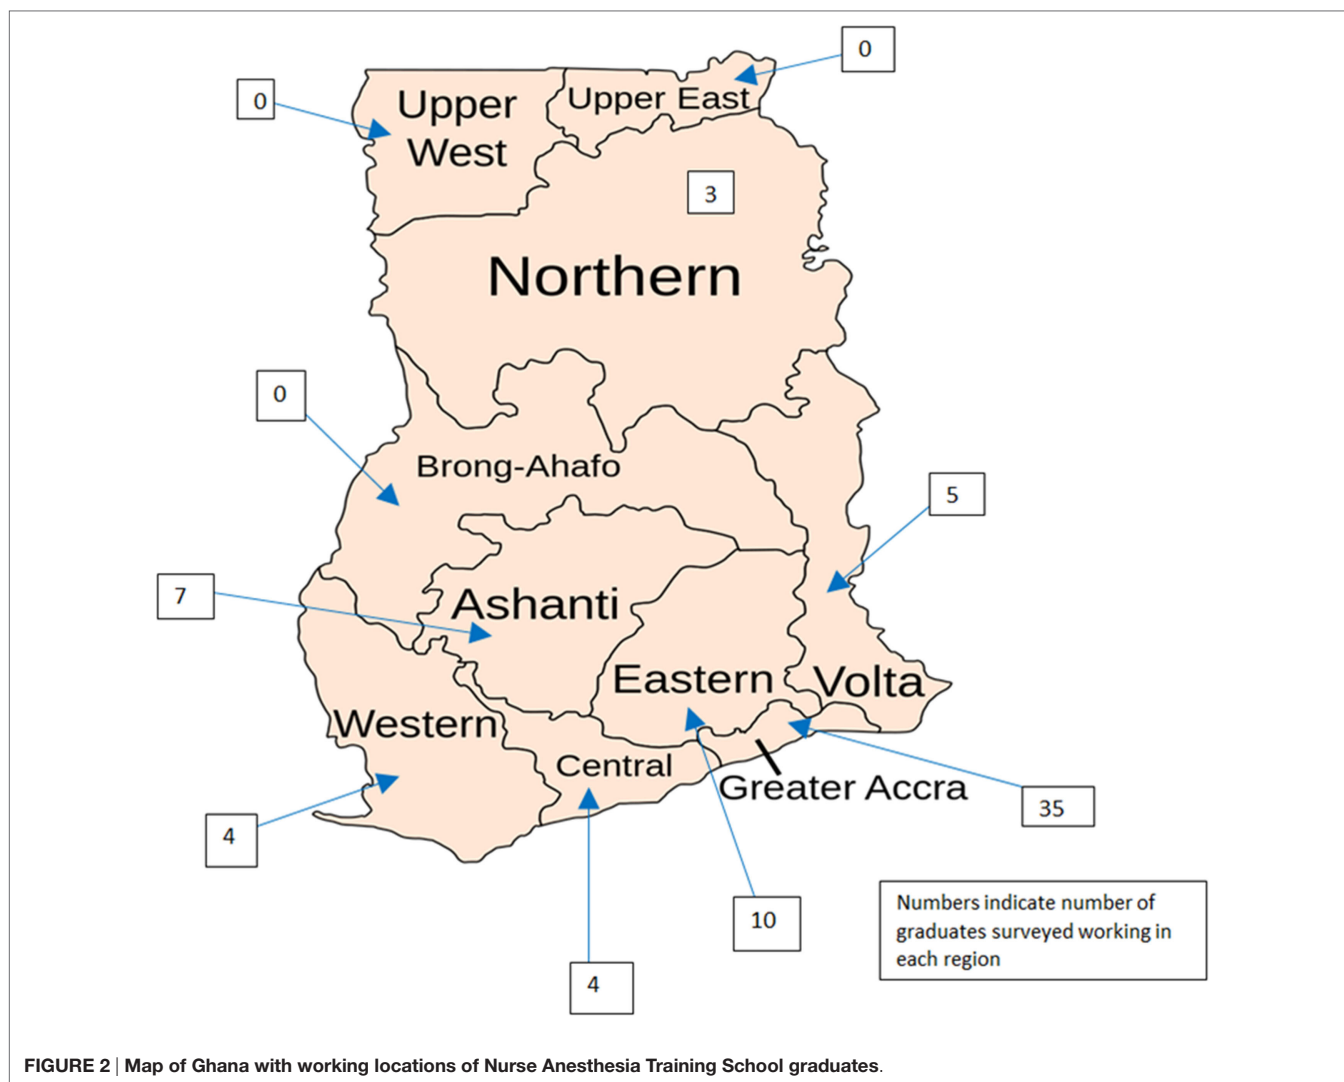 0
0
Upper
West
Upper East
3
Northern
0
Brong-Ahafo
5
7
Ashanti
Eastern
Volta
Western
Central
Greater Accra
35
4
10
4
Numbers indicate number of
graduates surveyed working in
each region
FIGURE 2 | Map of Ghana with working locations of Nurse Anesthesia Training School graduates.